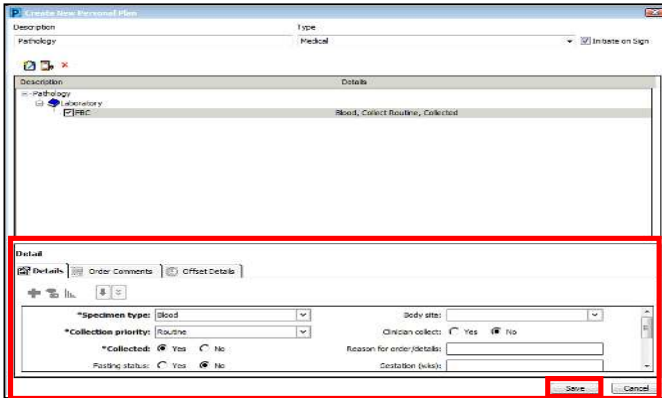 Create New Personal Plan
Description Type
Pathology Medical Initiate on Sign
Description Details
Pathology
Laboratory
FBC Blood, Collect Routine, Collected
Detail
Details Order Comments Offset Details
*Specimen type: Blood Body site:
*Collection priority: Routine Clinician collect: Yes No
*Collected: Yes No Reason for order/details:
Fasting status: Yes No Gestation (wks):
Save Cancel